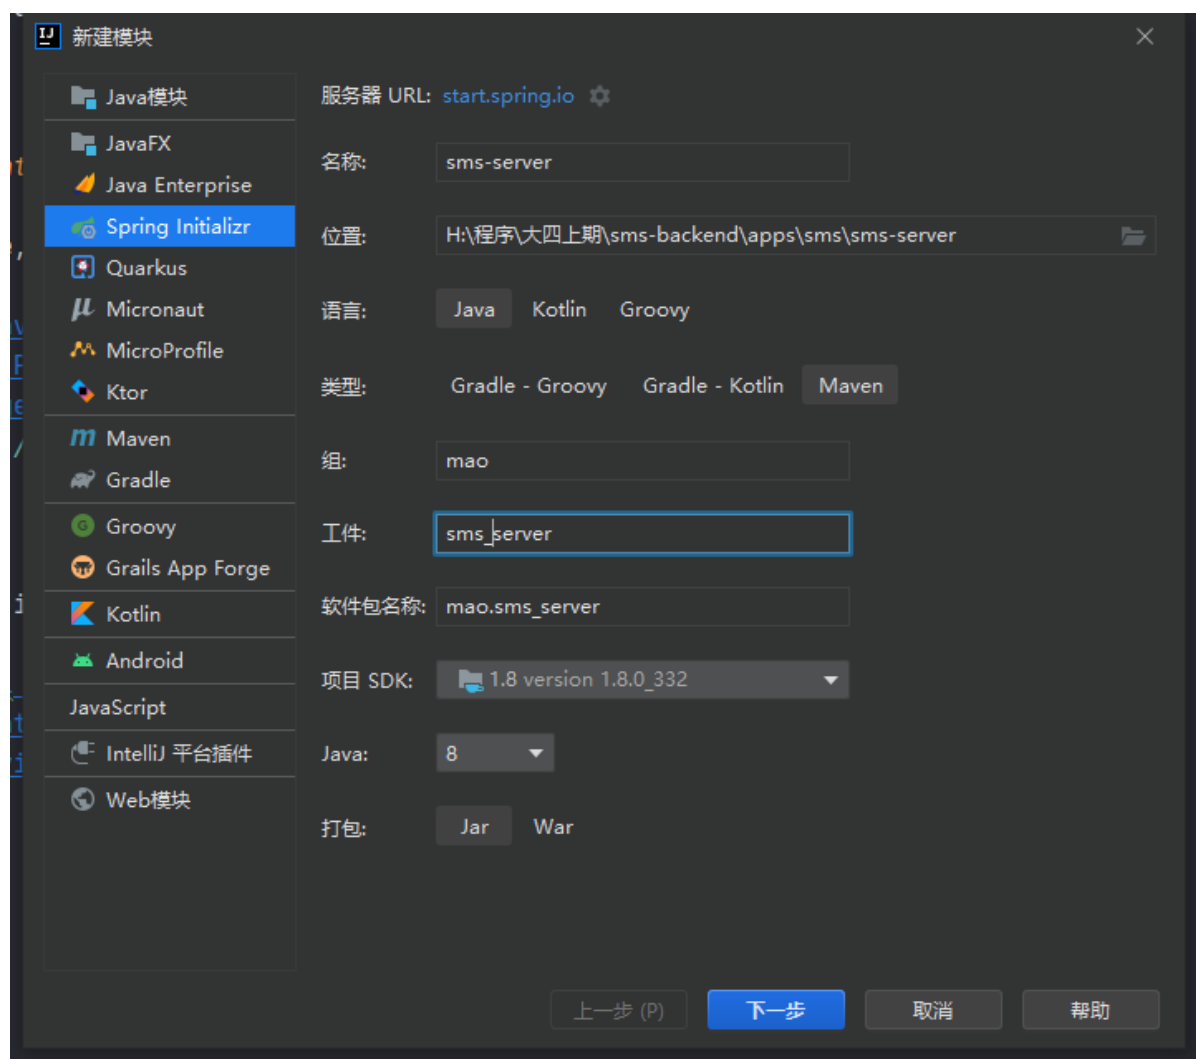 新建模块
Java模块
JavaFX
Java Enterprise
Spring Initializr
Quarkus
Micronaut
MicroProfile
Ktor
Maven
Gradle
Groovy
Grails App Forge
Kotlin
Android
JavaScript
IntelliJ 平台插件
Web模块
服务器 URL: start.spring.io
名称: sms-server
位置: H:\程序\大四上期\sms-backend\apps\sms\sms-server
语言: Java Kotlin Groovy
类型: Gradle - Groovy Gradle - Kotlin Maven
组: mao
工件: sms_server
软件包名称: mao.sms_server
项目 SDK: 1.8 version 1.8.0_332
Java: 8
打包: Jar War
上一步 (P) 下一步 取消 帮助